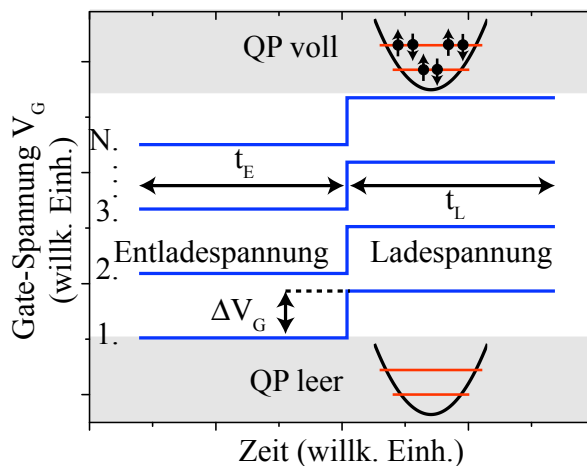 QP voll
N.
t_E
⋮
3.
t_L
Entladespannung
Ladespannung
2.
ΔV_G
1.
QP leer
Gate-Spannung V_G
(willk. Einh.)
Zeit (willk. Einh.)